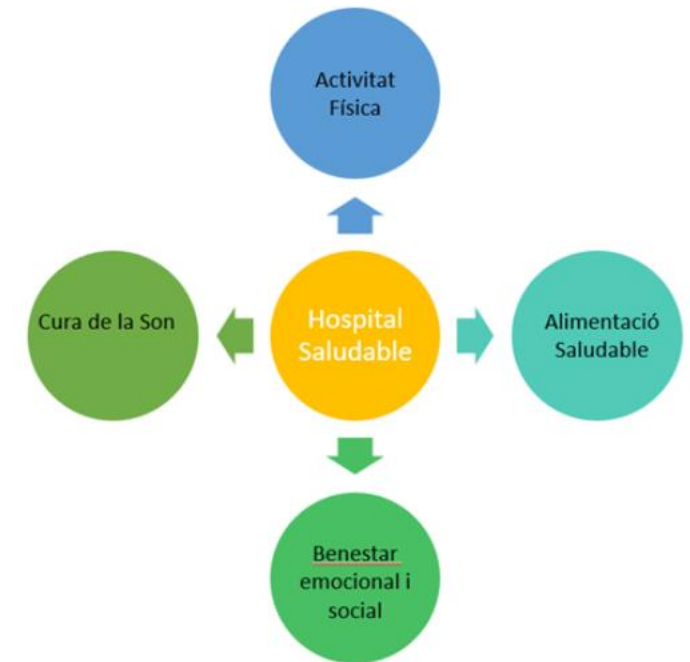 Activitat
Física
Cura de la Son
Hospital
Saludable
Alimentació
Saludable
Benestar
emocional i
social